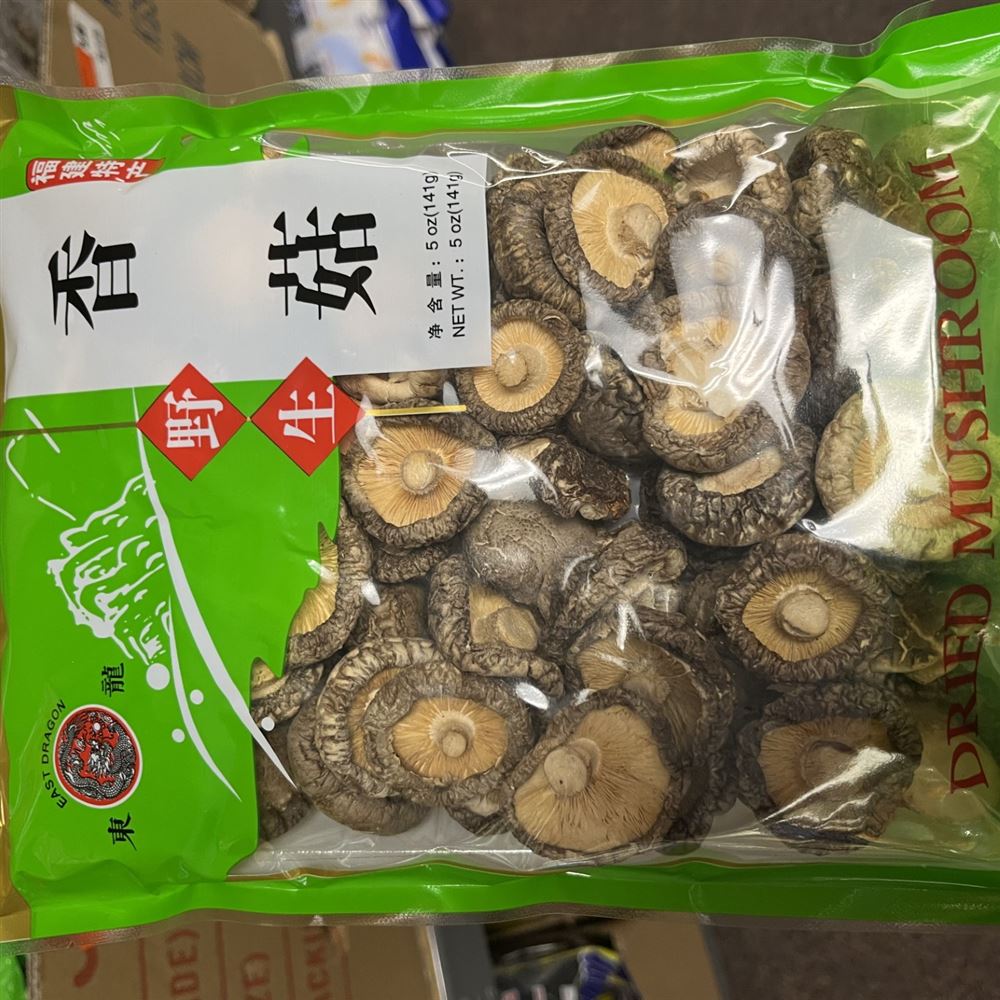 福建特产
香菇
净含量：5 oz(141g)
NET WT.：5 oz(141g)
野生
東龍
EAST DRAGON
DRIED MUSHROOM